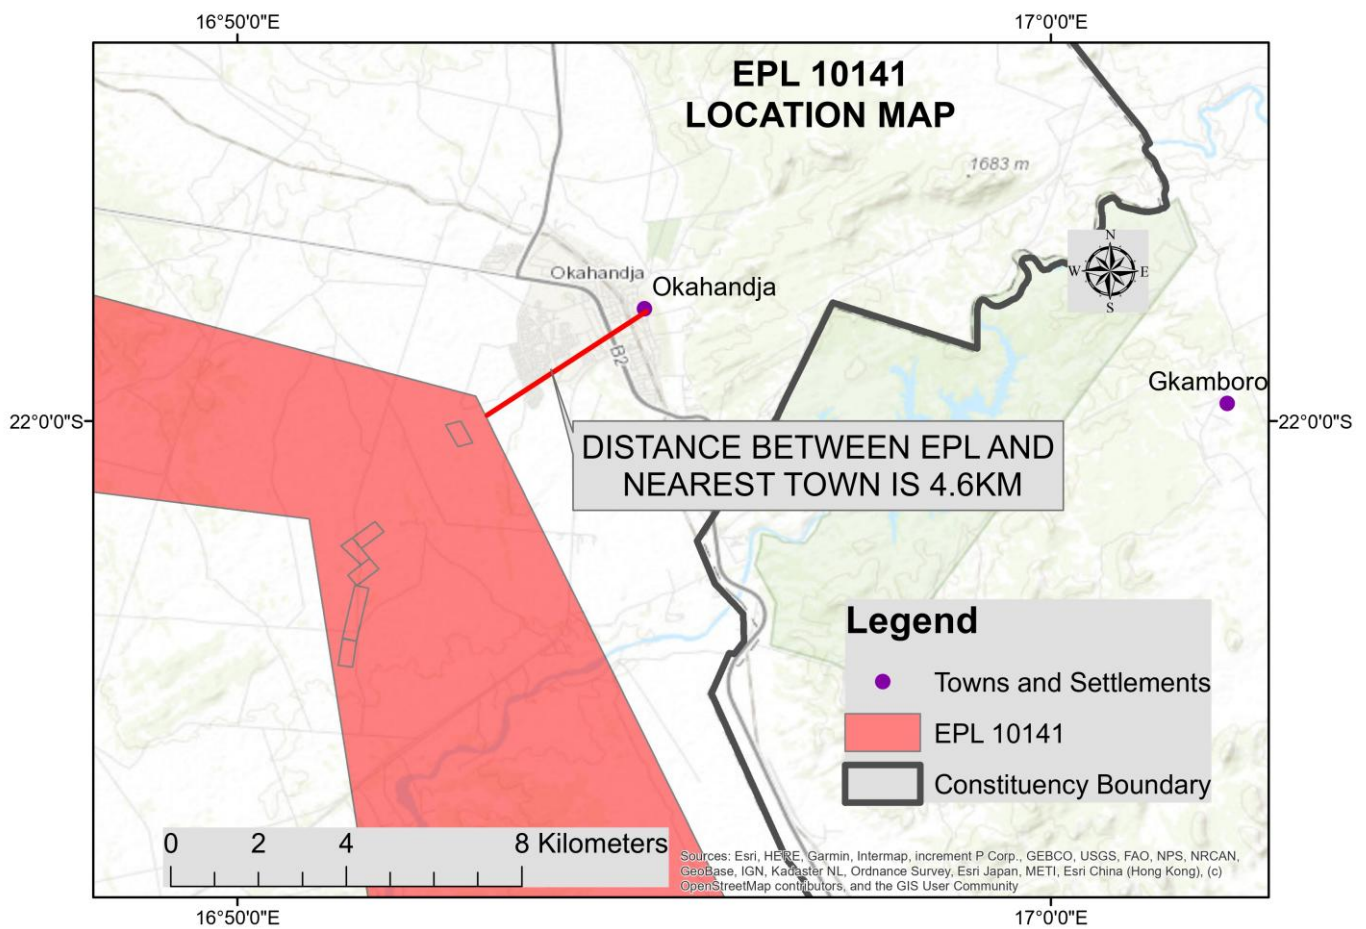 16°50'0"E
17°0'0"E
EPL 10141
LOCATION MAP
1683 m
N
W
E
S
Okahandja
Okahandja
B2
Gkamboro
22°0'0"S
22°0'0"S
DISTANCE BETWEEN EPL AND
NEAREST TOWN IS 4.6KM
Legend
Towns and Settlements
EPL 10141
Constituency Boundary
0 2 4 8 Kilometers
Sources: Esri, HERE, Garmin, Intermap, increment P Corp., GEBCO, USGS, FAO, NPS, NRCAN,
GeoBase, IGN, Kadaster NL, Ordnance Survey, Esri Japan, METI, Esri China (Hong Kong), (c)
OpenStreetMap contributors, and the GIS User Community
16°50'0"E
17°0'0"E